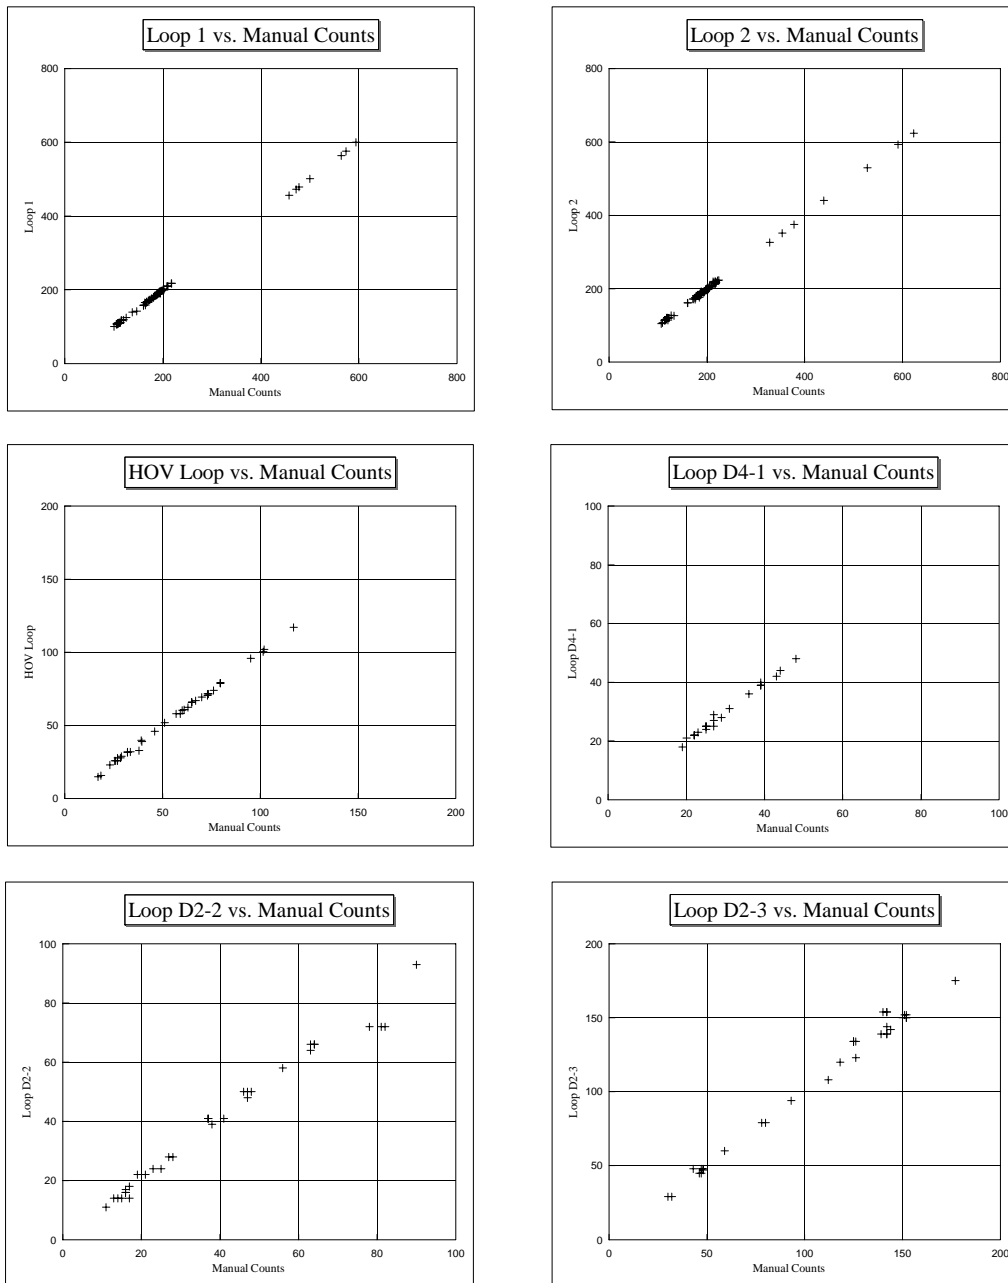 Loop 1 vs. Manual Counts
800
600
400
200
0
0 200 400 600 800
Loop 1
Manual Counts
Loop 2 vs. Manual Counts
800
600
400
200
0
0 200 400 600 800
Loop 2
Manual Counts
HOV Loop vs. Manual Counts
200
150
100
50
0
0 50 100 150 200
HOV Loop
Manual Counts
Loop D4-1 vs. Manual Counts
100
80
60
40
20
0
0 20 40 60 80 100
Loop D4-1
Manual Counts
Loop D2-2 vs. Manual Counts
100
80
60
40
20
0
0 20 40 60 80 100
Loop D2-2
Manual Counts
Loop D2-3 vs. Manual Counts
200
150
100
50
0
0 50 100 150 200
Loop D2-3
Manual Counts